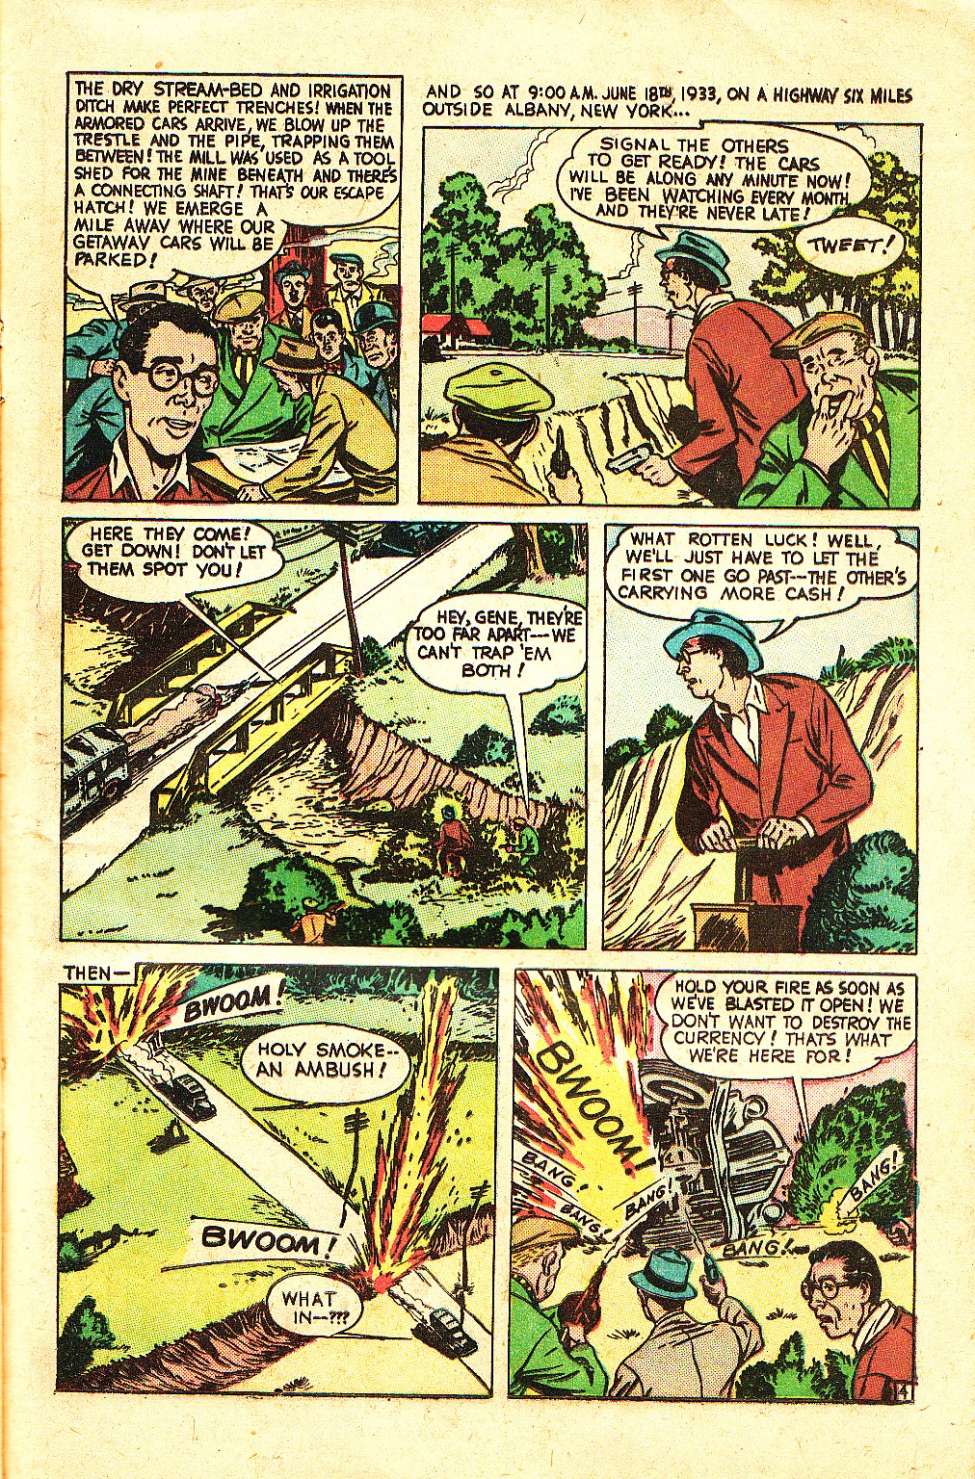 THE DRY STREAM-BED AND IRRIGATION
DITCH MAKE PERFECT TRENCHES! WHEN THE
ARMORED CARS ARRIVE, WE BLOW UP THE
TRESTLE AND THE PIPE, TRAPPING THEM
BETWEEN! THE MILL WAS USED AS A TOOL
SHED FOR THE MINE BENEATH AND THERE'S
A CONNECTING SHAFT! THAT'S OUR ESCAPE
HATCH! WE EMERGE A
MILE AWAY WHERE OUR
GETAWAY CARS WILL BE
PARKED!
AND SO AT 9:00 A.M. JUNE 18TH, 1933, ON A HIGHWAY SIX MILES
OUTSIDE ALBANY, NEW YORK...
SIGNAL THE OTHERS
TO GET READY! THE CARS
WILL BE ALONG ANY MINUTE NOW!
I'VE BEEN WATCHING EVERY MONTH
AND THEY'RE NEVER LATE!
TWEET!
HERE THEY COME!
GET DOWN! DON'T LET
THEM SPOT YOU!
HEY, GENE, THEY'RE
TOO FAR APART--WE
CAN'T TRAP 'EM
BOTH!
WHAT ROTTEN LUCK! WELL,
WE'LL JUST HAVE TO LET THE
FIRST ONE GO PAST--THE OTHER'S
CARRYING MORE CASH!
THEN—
BWOOM!
HOLY SMOKE--
AN AMBUSH!
BWOOM!
WHAT
IN--???
HOLD YOUR FIRE AS SOON AS
WE'VE BLASTED IT OPEN! WE
DON'T WANT TO DESTROY THE
CURRENCY! THATS WHAT
WE'RE HERE FOR!
BWOOM!
BANG!
BANG!
BANG!
BANG!
BANG!
4